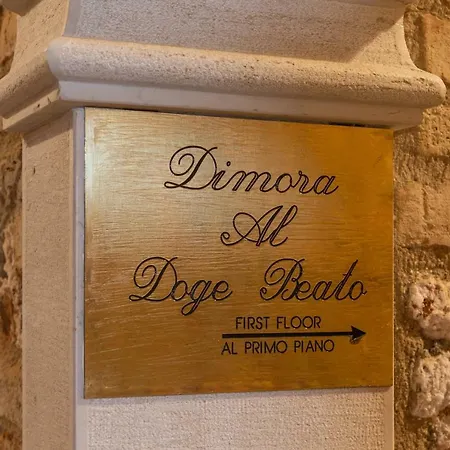 Dimora
Al
Doge Beato
FIRST FLOOR
AL PRIMO PIANO